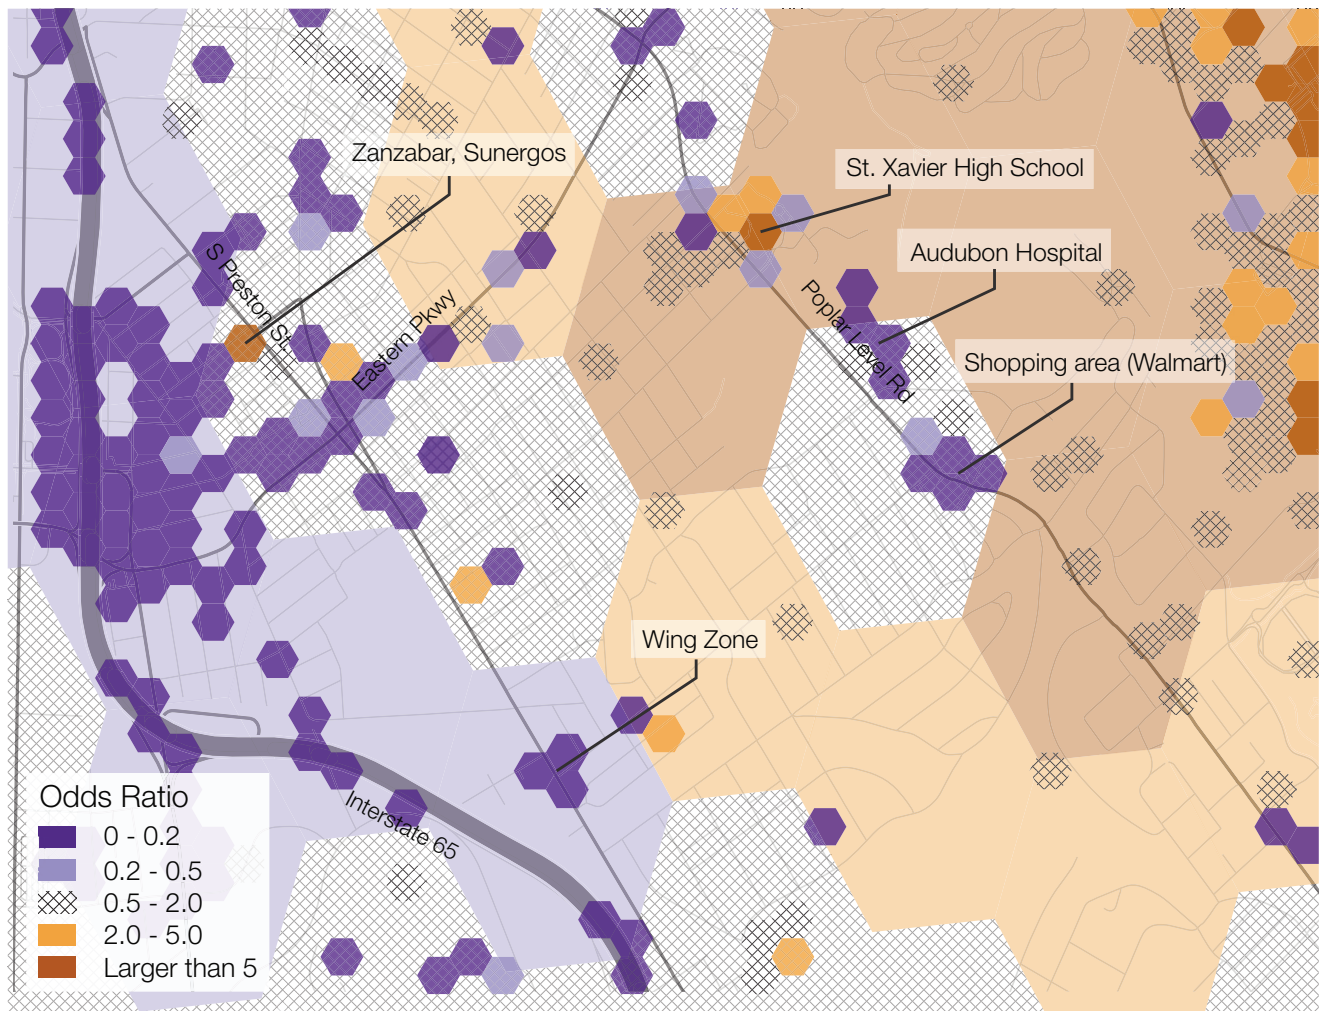 Zanzabar, Sunergos
St. Xavier High School
Audubon Hospital
S Preston St.
Eastern Pkwy
Poplar Level Rd
Shopping area (Walmart)
Wing Zone
Interstate 65
Odds Ratio
0 - 0.2
0.2 - 0.5
0.5 - 2.0
2.0 - 5.0
Larger than 5